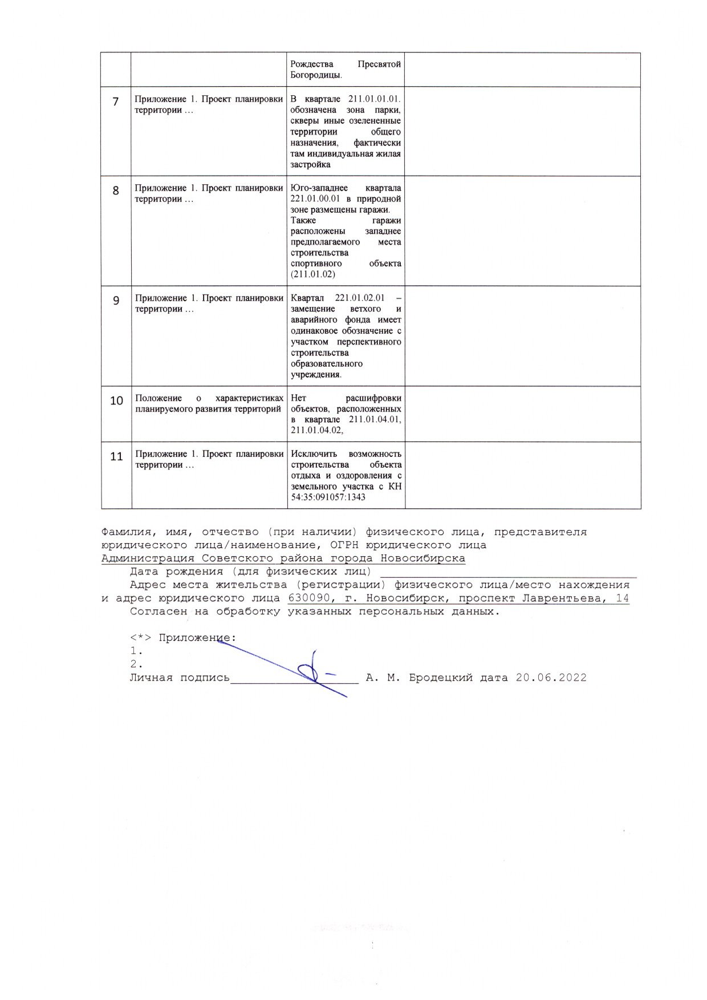 Рождества Пресвятой
Богородицы.
7
Приложение 1. Проект планировки
территории …
В квартале 211.01.01.01.
обозначена зона парки,
скверы иные озелененные
территории общего
назначения, фактически
там индивидуальная жилая
застройка
8
Приложение 1. Проект планировки
территории …
Юго-западнее квартала
221.01.00.01 в природной
зоне размещены гаражи.
Также гаражи
расположены западнее
предполагаемого места
строительства
спортивного объекта
(211.01.02)
9
Приложение 1. Проект планировки
территории …
Квартал 221.01.02.01 –
замещение ветхого и
аварийного фонда имеет
одинаковое обозначение с
участком перспективного
строительства
образовательного
учреждения.
10
Положение о характеристиках
планируемого развития территорий
Нет расшифровки
объектов, расположенных
в квартале 211.01.04.01,
211.01.04.02,
11
Приложение 1. Проект планировки
территории …
Исключить возможность
строительства объекта
отдыха и оздоровления с
земельного участка с КН
54:35:091057:1343
Фамилия, имя, отчество (при наличии) физического лица, представителя
юридического лица/наименование, ОГРН юридического лица
Администрация Советского района города Новосибирска
Дата рождения (для физических лиц)
Адрес места жительства (регистрации) физического лица/место нахождения
и адрес юридического лица 630090, г. Новосибирск, проспект Лаврентьева, 14
Согласен на обработку указанных персональных данных.
<*> Приложение:
1.
2.
Личная подпись__________________ А. М. Бродецкий дата 20.06.2022